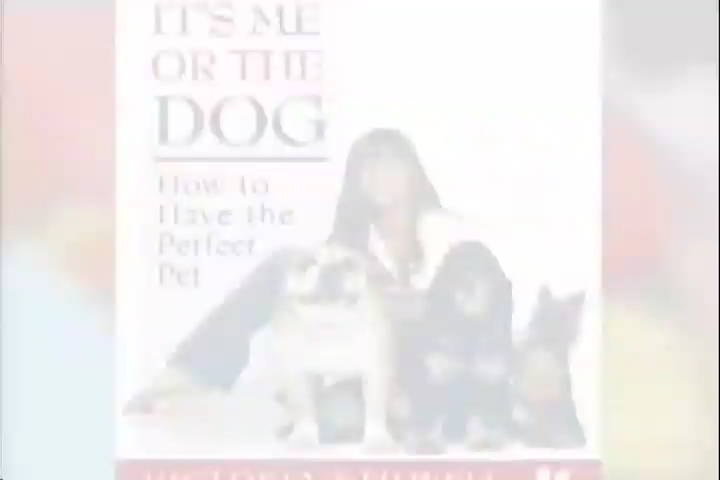 IT'S ME
OR THE
DOG
How to
Have the
Perfect
Pet